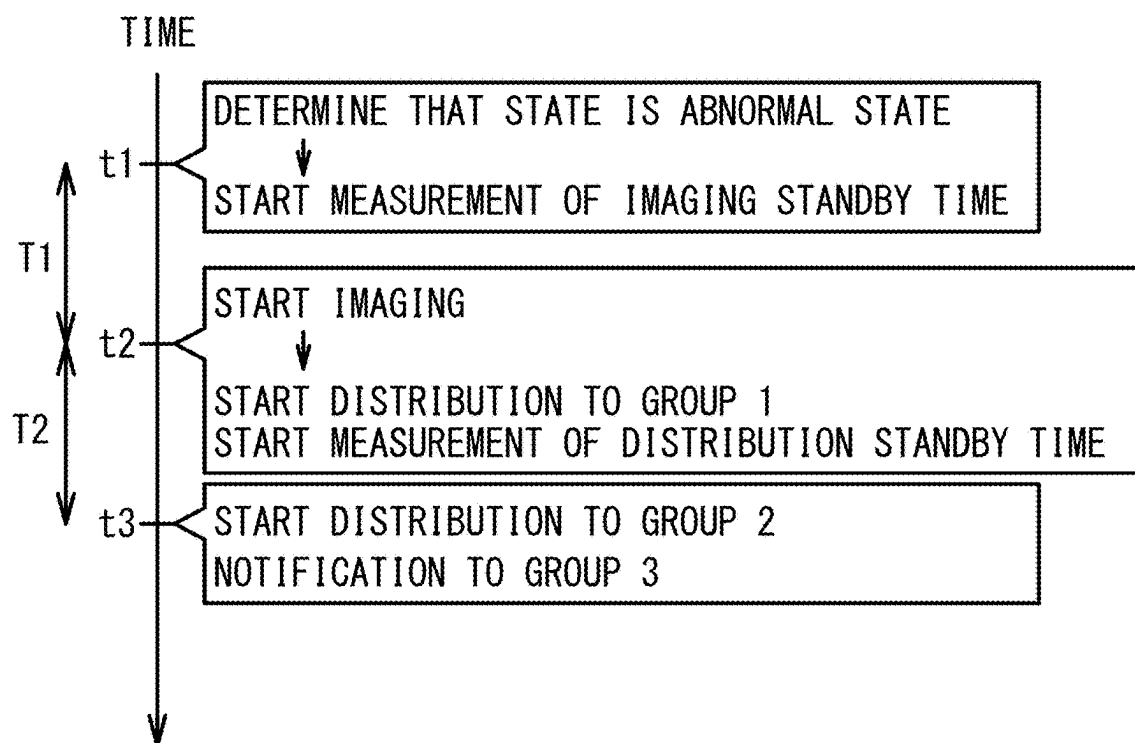 TIME
DETERMINE THAT STATE IS ABNORMAL STATE
t1
START MEASUREMENT OF IMAGING STANDBY TIME
T1
START IMAGING
t2
START DISTRIBUTION TO GROUP 1
T2
START MEASUREMENT OF DISTRIBUTION STANDBY TIME
t3
START DISTRIBUTION TO GROUP 2
NOTIFICATION TO GROUP 3